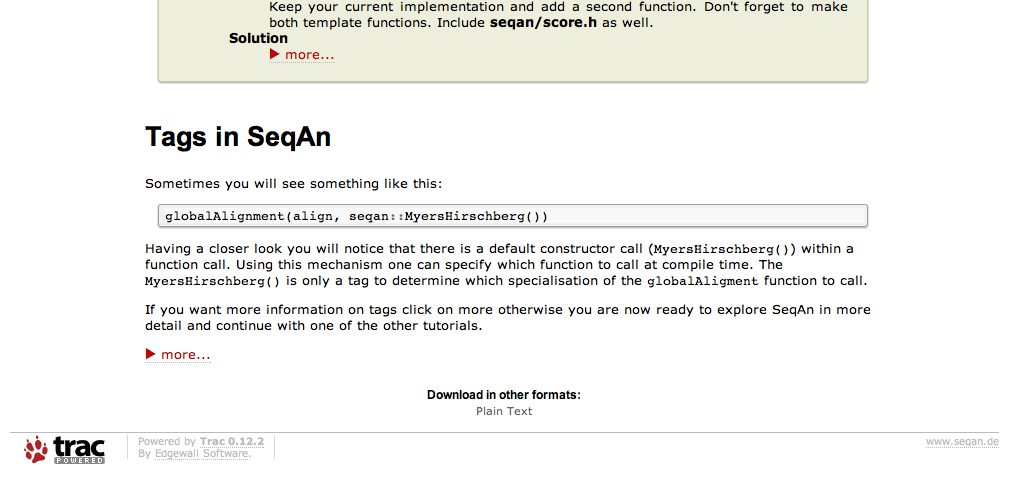 Keep your current implementation and add a second function. Don't forget to make
both template functions. Include seqan/score.h as well.
Solution
more...
Tags in SeqAn
Sometimes you will see something like this:
globalAlignment(align, seqan::MyersHirschberg())
Having a closer look you will notice that there is a default constructor call (MyersHirschberg()) within a
function call. Using this mechanism one can specify which function to call at compile time. The
MyersHirschberg() is only a tag to determine which specialisation of the globalAligment function to call.
If you want more information on tags click on more otherwise you are now ready to explore SeqAn in more
detail and continue with one of the other tutorials.
more...
Download in other formats:
Plain Text
trac
POWERED
Powered by Trac 0.12.2
By Edgewall Software.
www.seqan.de